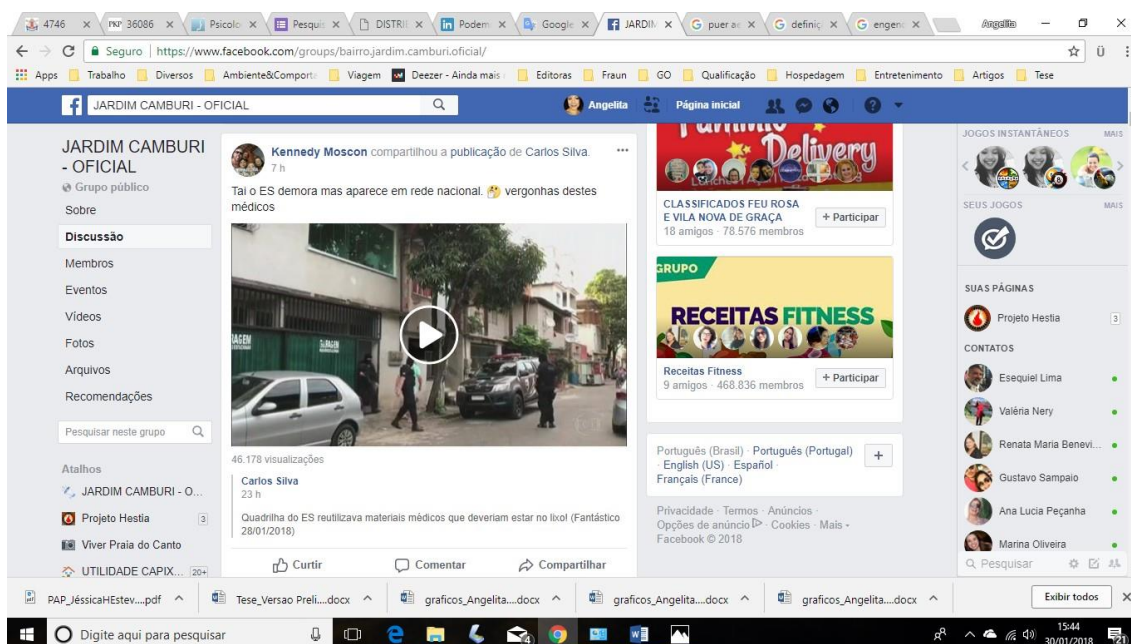 4746
PKP 36086
Psicolo
Pesquis
DISTRI
Podem
Google
JARDIM
puer ae
definiç
engen
Angelita
Seguro | https://www.facebook.com/groups/bairro.jardim.camburi.oficial/
Apps Trabalho Diversos Ambiente&Comporta Viagem Deezer - Ainda mais Editoras Fraun GO Qualificação Hospedagem Entretenimento Artigos Tese
JARDIM CAMBURI - OFICIAL
Angelita Página inicial
JARDIM CAMBURI
- OFICIAL
Grupo público
Sobre
Discussão
Membros
Eventos
Vídeos
Fotos
Arquivos
Recomendações
Pesquisar neste grupo
Atalhos
JARDIM CAMBURI - O...
Projeto Hestia 3
Viver Praia do Canto
UTILIDADE CAPIX... 20+
Kennedy Moscon compartilhou a publicação de Carlos Silva.
7 h
Tai o ES demora mas aparece em rede nacional. 🤔 vergonhas destes
médicos
46.178 visualizações
Carlos Silva
23 h
Quadrilha do ES reutilizava materiais médicos que deveriam estar no lixo! (Fantástico
28/01/2018)
Curtir Comentar Compartilhar
Delivery
CLASSIFICADOS FEU ROSA
E VILA NOVA DE GRAÇA
18 amigos · 78.576 membros
+ Participar
GRUPO
RECEITAS FITNESS
Receitas Fitness
9 amigos · 468.836 membros
+ Participar
Português (Brasil) · Português (Portugal)
· English (US) · Español ·
Français (France)
Privacidade · Termos · Anúncios ·
Opções de anúncio · Cookies · Mais
Facebook © 2018
JOGOS INSTANTÂNEOS MAIS
SEUS JOGOS MAIS
SUAS PÁGINAS
Projeto Hestia 3
CONTATOS
Esequiel Lima
Valéria Nery
Renata Maria Benevi...
Gustavo Sampaio
Ana Lucia Peçanha
Marina Oliveira
Pesquisar
PAP_JéssicaHEstev....pdf
Tese_Versao Preli....docx
graficos_Angelita....docx
graficos_Angelita....docx
graficos_Angelita....docx
Exibir todos
Digite aqui para pesquisar
15:44
30/01/2018
21